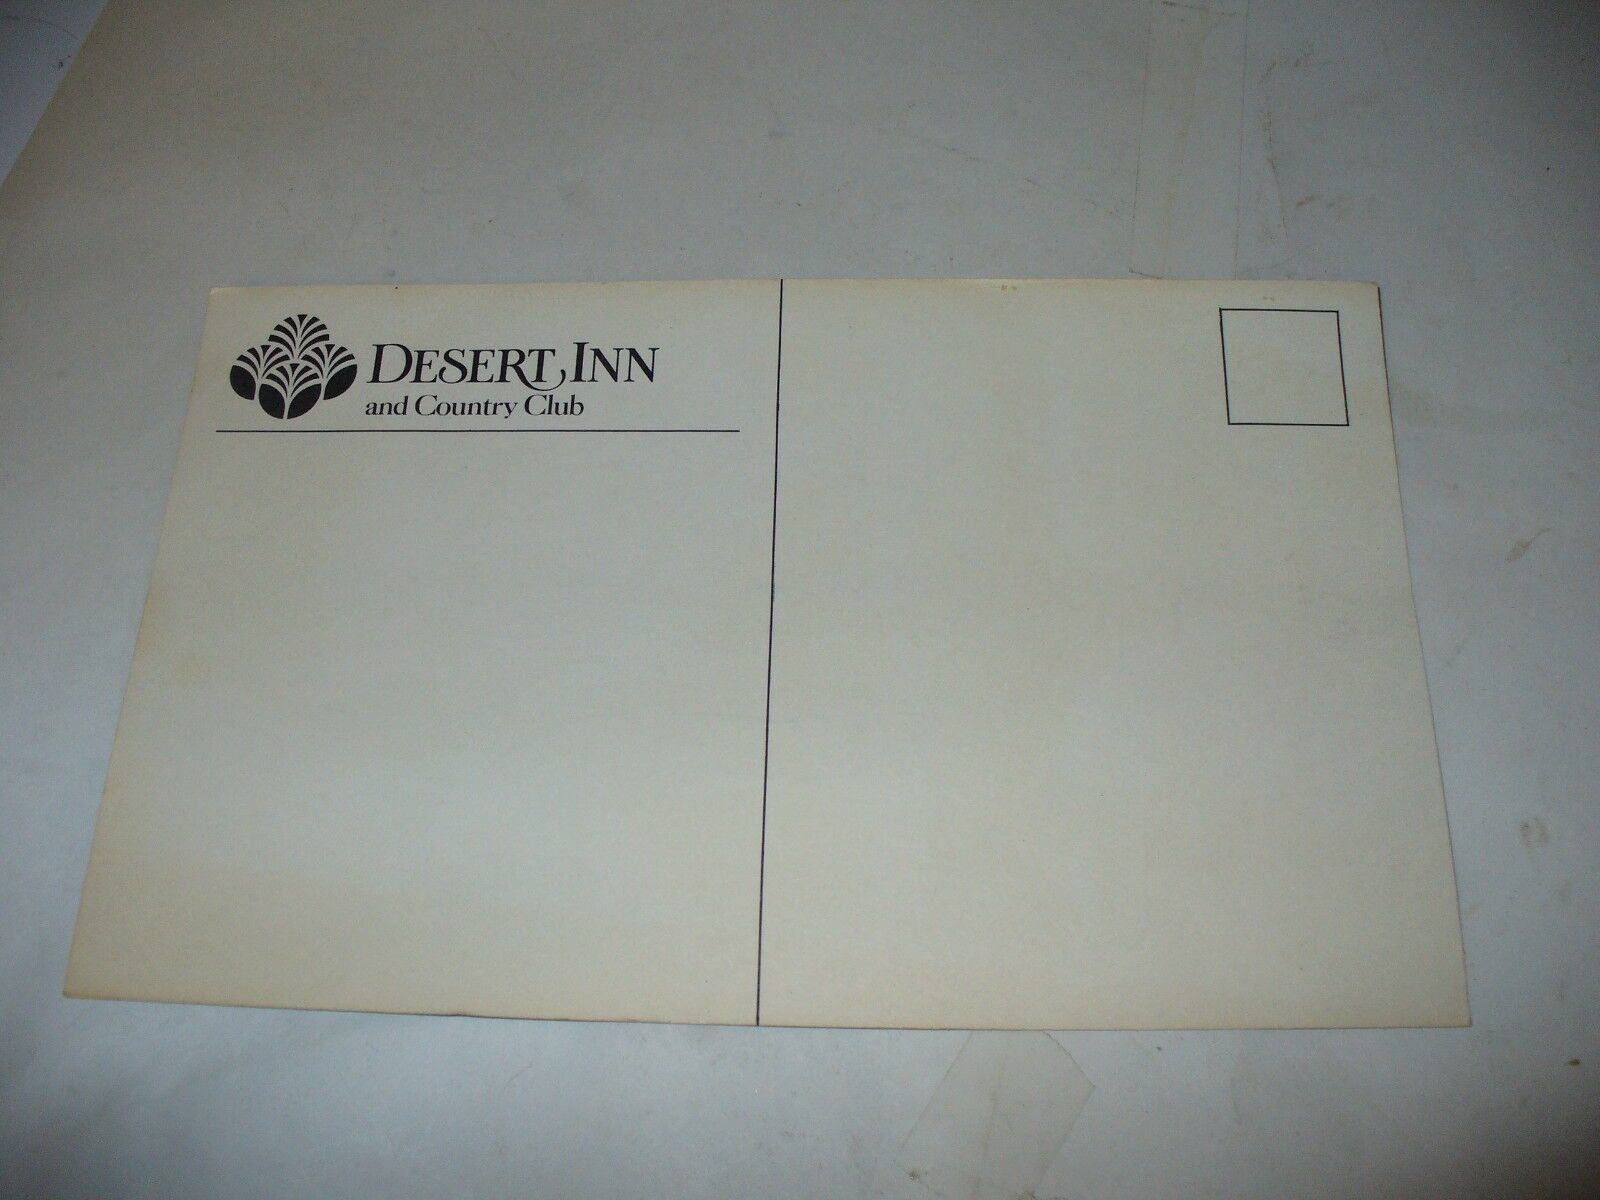 DESERT INN
and Country Club